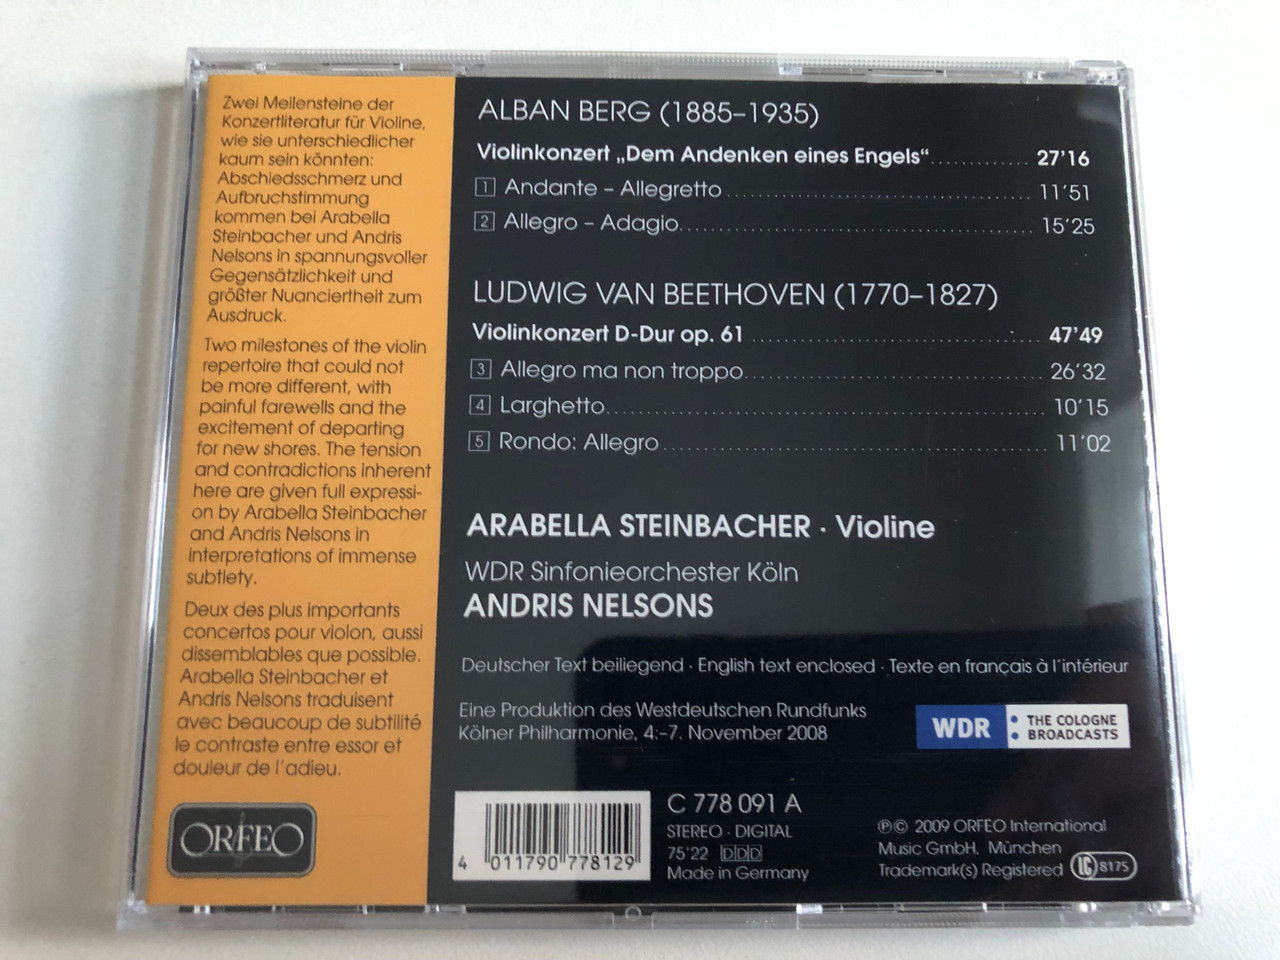 Zwei Meilensteine der
Konzertliteratur für Violine,
wie sie unterschiedlicher
kaum sein könnten:
Abschiedsschmerz und
Aufbruchstimmung
kommen bei Arabella
Steinbacher und Andris
Nelsons in spannungsvoller
Gegensätzlichkeit und
größter Nuanciertheit zum
Ausdruck.
Two milestones of the violin
repertoire that could not
be more different, with
painful farewells and the
excitement of departing
for new shores. The tension
and contradictions inherent
here are given full expressi-
on by Arabella Steinbacher
and Andris Nelsons in
interpretations of immense
subtlety.
Deux des plus importants
concertos pour violon, aussi
dissemblables que possible.
Arabella Steinbacher et
Andris Nelsons traduisent
avec beaucoup de subtilité
le contraste entre essor et
douleur de l'adieu.
ORFEO
ALBAN BERG (1885–1935)
Violinkonzert „Dem Andenken eines Engels“ 27'16
1 Andante – Allegretto 11'51
2 Allegro – Adagio 15'25
LUDWIG VAN BEETHOVEN (1770–1827)
Violinkonzert D-Dur op. 61 47'49
3 Allegro ma non troppo 26'32
4 Larghetto 10'15
5 Rondo: Allegro 11'02
ARABELLA STEINBACHER · Violine
WDR Sinfonieorchester Köln
ANDRIS NELSONS
Deutscher Text beiliegend · English text enclosed · Texte en français à l'intérieur
Eine Produktion des Westdeutschen Rundfunks
Kölner Philharmonie, 4.–7. November 2008
WDR THE COLOGNE
BROADCASTS
4 011790 778129
C 778 091 A
STEREO · DIGITAL
75'22 DDD
Made in Germany
℗© 2009 ORFEO International
Music GmbH. München
Trademark(s) Registered LC 8175